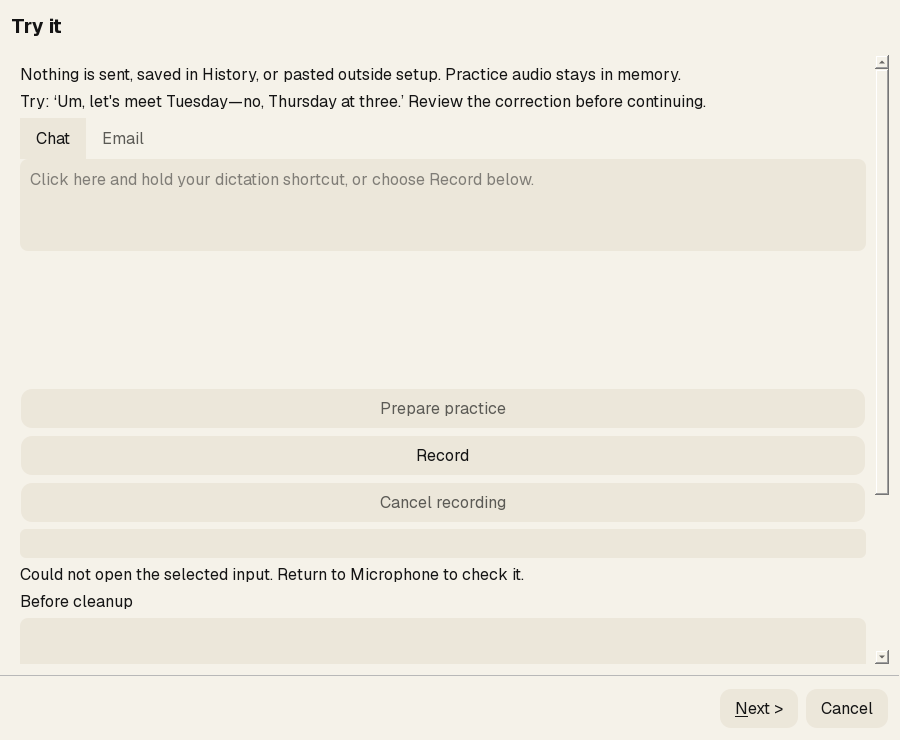 Try it
Nothing is sent, saved in History, or pasted outside setup. Practice audio stays in memory.
Try: ‘Um, let's meet Tuesday—no, Thursday at three.’ Review the correction before continuing.
Chat Email
Click here and hold your dictation shortcut, or choose Record below.
Prepare practice
Record
Cancel recording
Could not open the selected input. Return to Microphone to check it.
Before cleanup
Next > Cancel